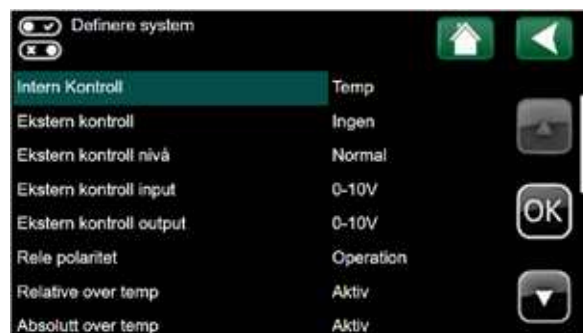 Definere system
Intern Kontroll Temp
Ekstern kontroll Ingen
Ekstern kontroll nivå Normal
Ekstern kontroll input 0-10V
Ekstern kontroll output 0-10V
OK
Rele polaritet Operation
Relative over temp Aktiv
Absolutt over temp Aktiv